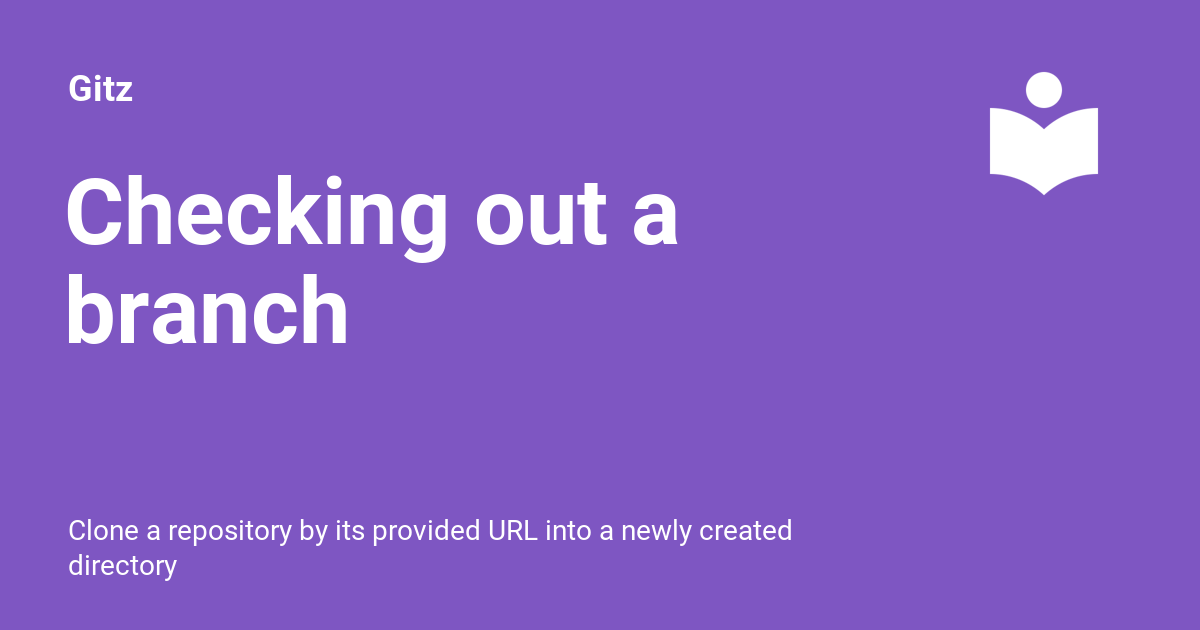 Gitz
Checking out a
branch
Clone a repository by its provided URL into a newly created
directory